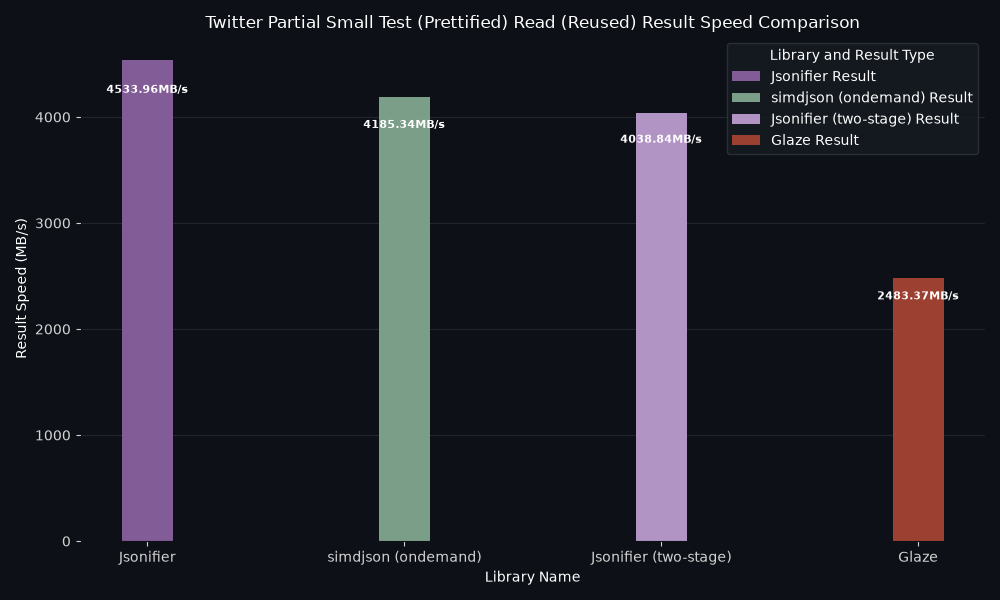 Twitter Partial Small Test (Prettified) Read (Reused) Result Speed Comparison
Library and Result Type
Jsonifier Result
simdjson (ondemand) Result
Jsonifier (two-stage) Result
Glaze Result
4533.96MB/s
4185.34MB/s
4038.84MB/s
2483.37MB/s
Result Speed (MB/s)
4000
3000
2000
1000
0
Jsonifier
simdjson (ondemand)
Jsonifier (two-stage)
Glaze
Library Name